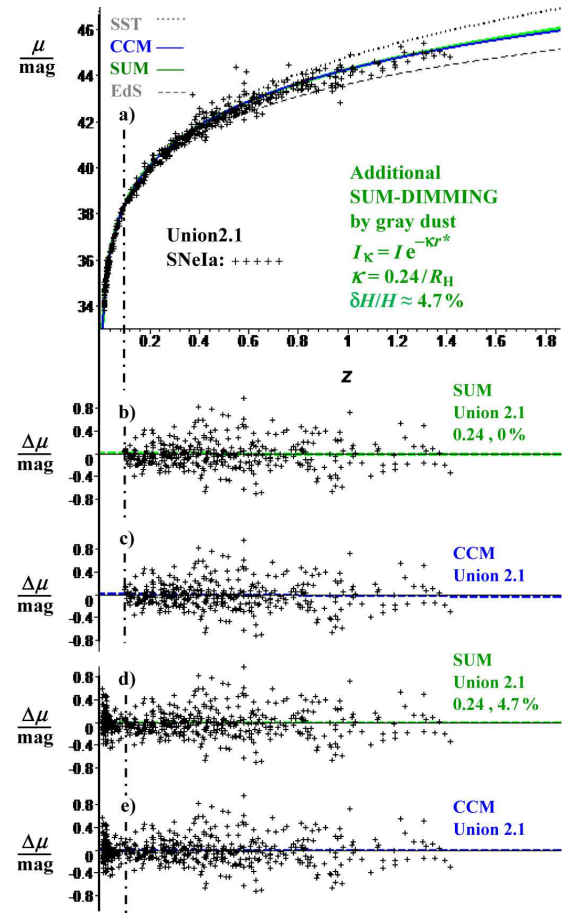 μ
mag
46
44
42
40
38
36
34
SST
CCM
SUM
EdS
a)
Union2.1
SNeIa: +++++
Additional
SUM-DIMMING
by gray dust
Iκ = I e^−κr*
κ = 0.24/RH
δH/H ≈ 4.7%
0.2 0.4 0.6 0.8 1 1.2 1.4 1.6 1.8
z
b)
Δμ
mag
0.8
0.4
0
-0.4
-0.8
SUM
Union 2.1
0.24 , 0%
c)
Δμ
mag
0.8
0.4
0
-0.4
-0.8
CCM
Union 2.1
d)
Δμ
mag
0.8
0.4
0
-0.4
-0.8
SUM
Union 2.1
0.24 , 4.7%
e)
Δμ
mag
0.8
0.4
0
-0.4
-0.8
CCM
Union 2.1